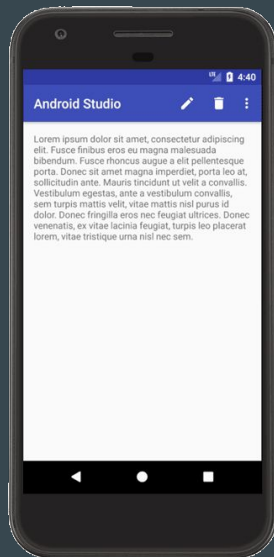 LTE 4:40
Android Studio
Lorem ipsum dolor sit amet, consectetur adipiscing
elit. Fusce finibus eros eu magna malesuada
bibendum. Fusce rhoncus augue a elit pellentesque
porta. Donec sit amet magna imperdiet, porta leo at,
sollicitudin ante. Mauris tincidunt ut velit a convallis.
Vestibulum egestas, ante a vestibulum convallis,
sem turpis mattis velit, vitae mattis nisl purus id
dolor. Donec fringilla eros nec feugiat ultrices. Donec
venenatis, ex vitae lacinia feugiat, turpis leo placerat
lorem, vitae tristique urna nisl nec sem.